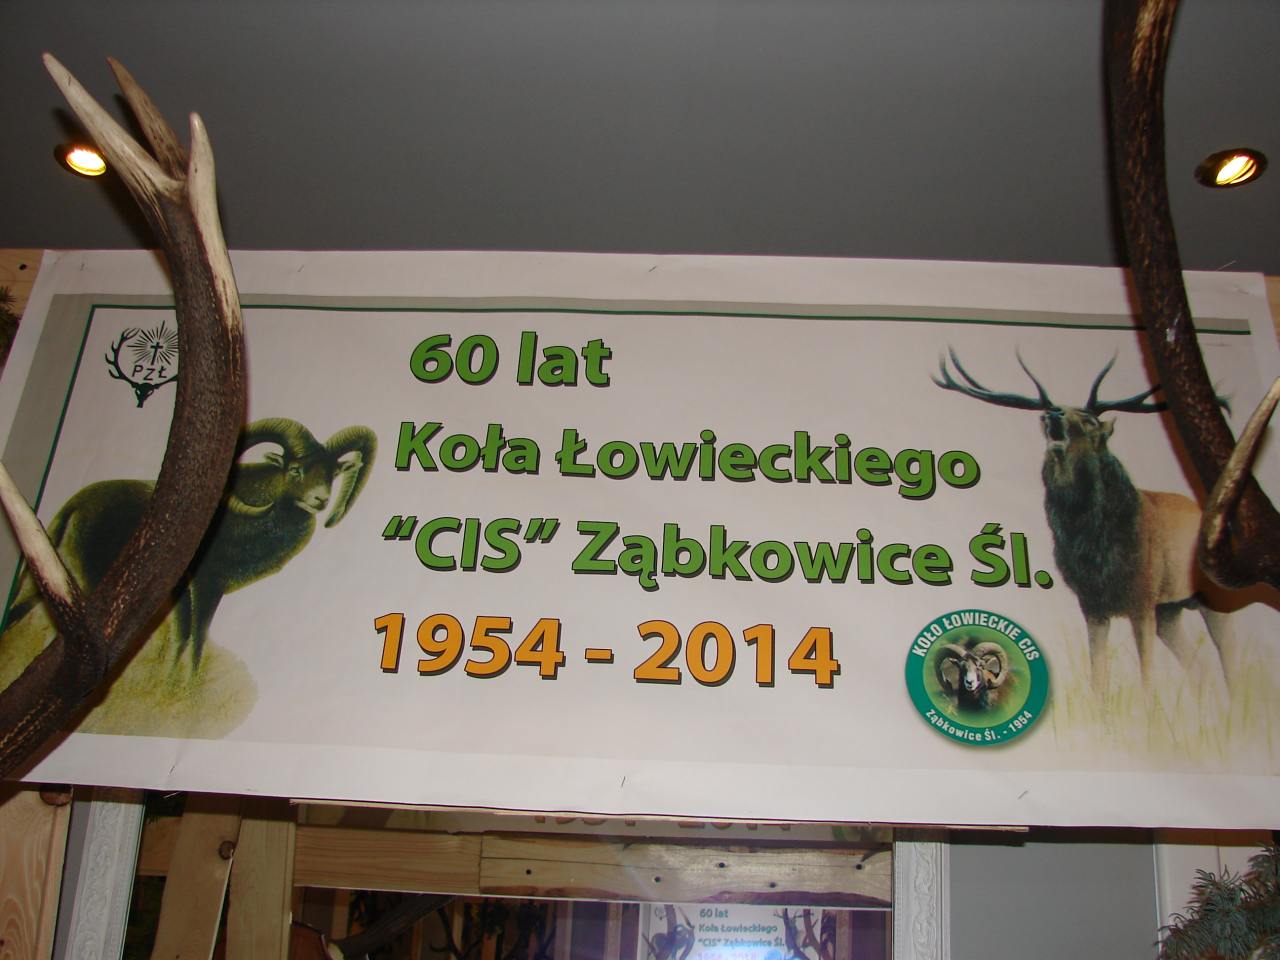 PZŁ
60 lat
Koła Łowieckiego
“CIS” Ząbkowice Śl.
1954 - 2014
KOŁO ŁOWIECKIE CIS
Ząbkowice Śl. - 1954
60 lat
Koła Łowieckiego
“CIS” Ząbkowice Śl.